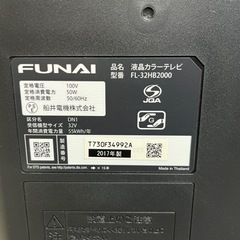 FUNAI
液晶カラーテレビ
型番 FL-32HB2000
定格電圧： 100V
定格消費電力： 50W
定格周波数： 50/60Hz
船井電機株式会社
JQA
区分： DN1
受信機型サイズ： 32V
年間消費電力量： 55kWh/年
T730F34992A
2017年製
Made in Thailand